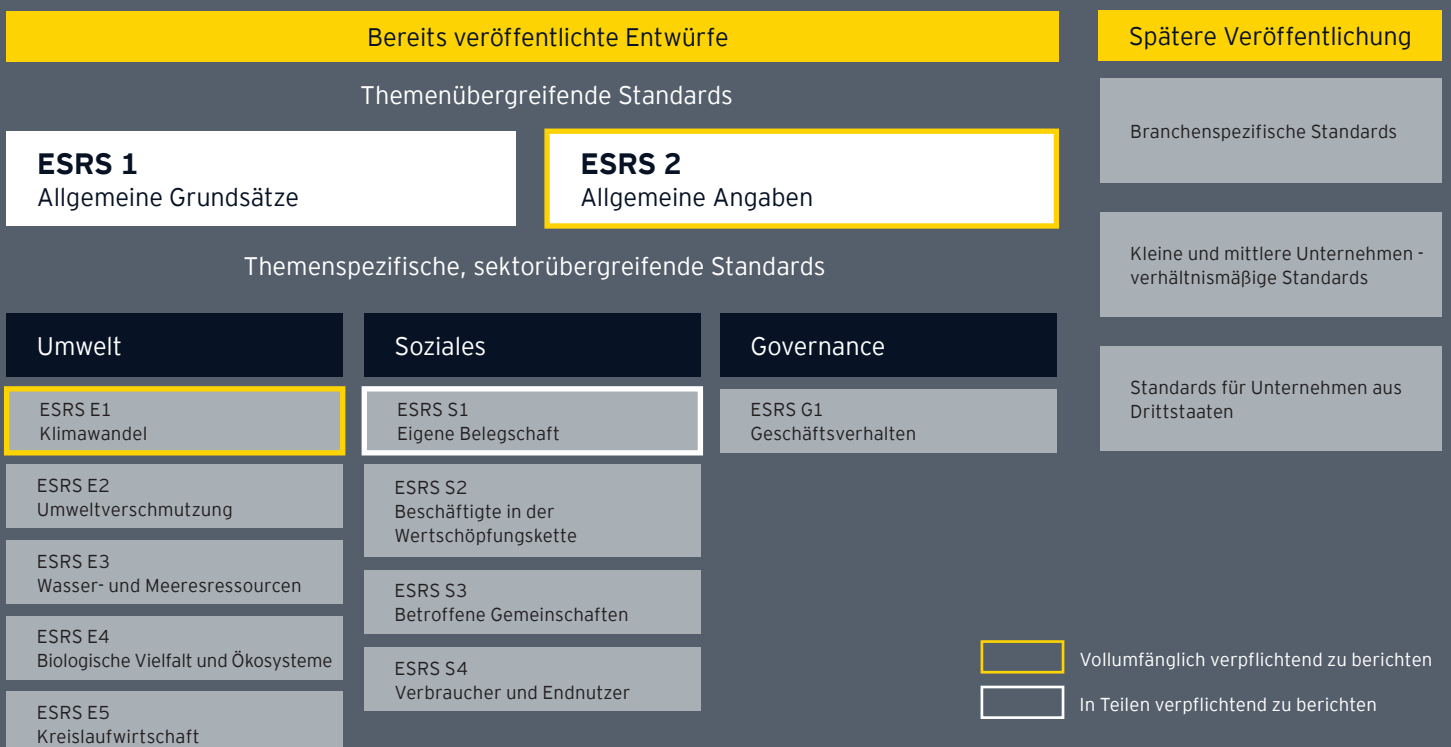 Bereits veröffentlichte Entwürfe
Themenübergreifende Standards
ESRS 1
Allgemeine Grundsätze
ESRS 2
Allgemeine Angaben
Themenspezifische, sektorübergreifende Standards
Umwelt
ESRS E1
Klimawandel
ESRS E2
Umweltverschmutzung
ESRS E3
Wasser- und Meeresressourcen
ESRS E4
Biologische Vielfalt und Ökosysteme
ESRS E5
Kreislaufwirtschaft
Soziales
ESRS S1
Eigene Belegschaft
ESRS S2
Beschäftigte in der
Wertschöpfungskette
ESRS S3
Betroffene Gemeinschaften
ESRS S4
Verbraucher und Endnutzer
Governance
ESRS G1
Geschäftsverhalten
Spätere Veröffentlichung
Branchenspezifische Standards
Kleine und mittlere Unternehmen -
verhältnismäßige Standards
Standards für Unternehmen aus
Drittstaaten
Vollumfänglich verpflichtend zu berichten
In Teilen verpflichtend zu berichten